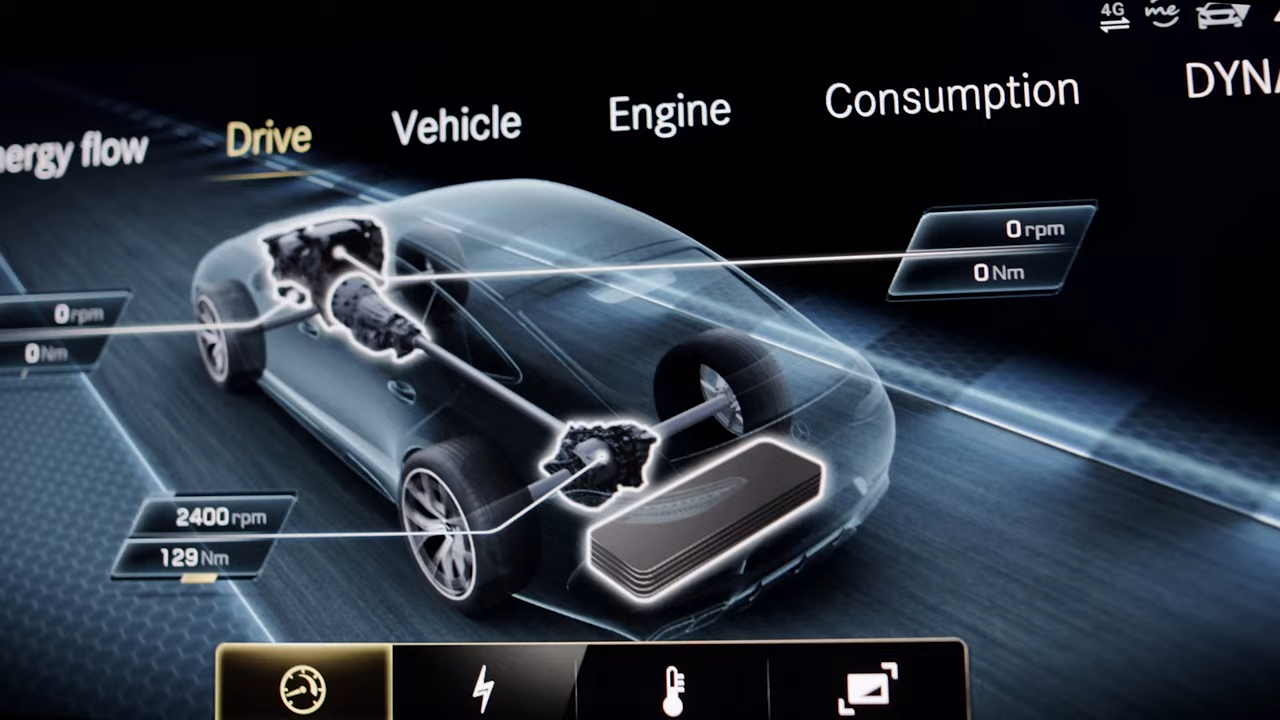 4G
me
nergy flow
Drive
Vehicle
Engine
Consumption
DYNA
0 rpm
0 Nm
0 rpm
0 Nm
2400 rpm
129 Nm